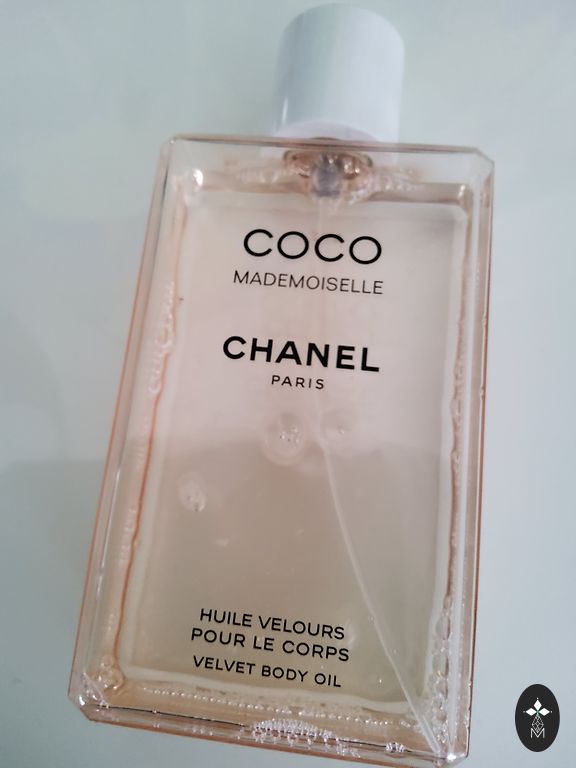 COCO
MADEMOISELLE
CHANEL
PARIS
HUILE VELOURS
POUR LE CORPS
VELVET BODY OIL
M